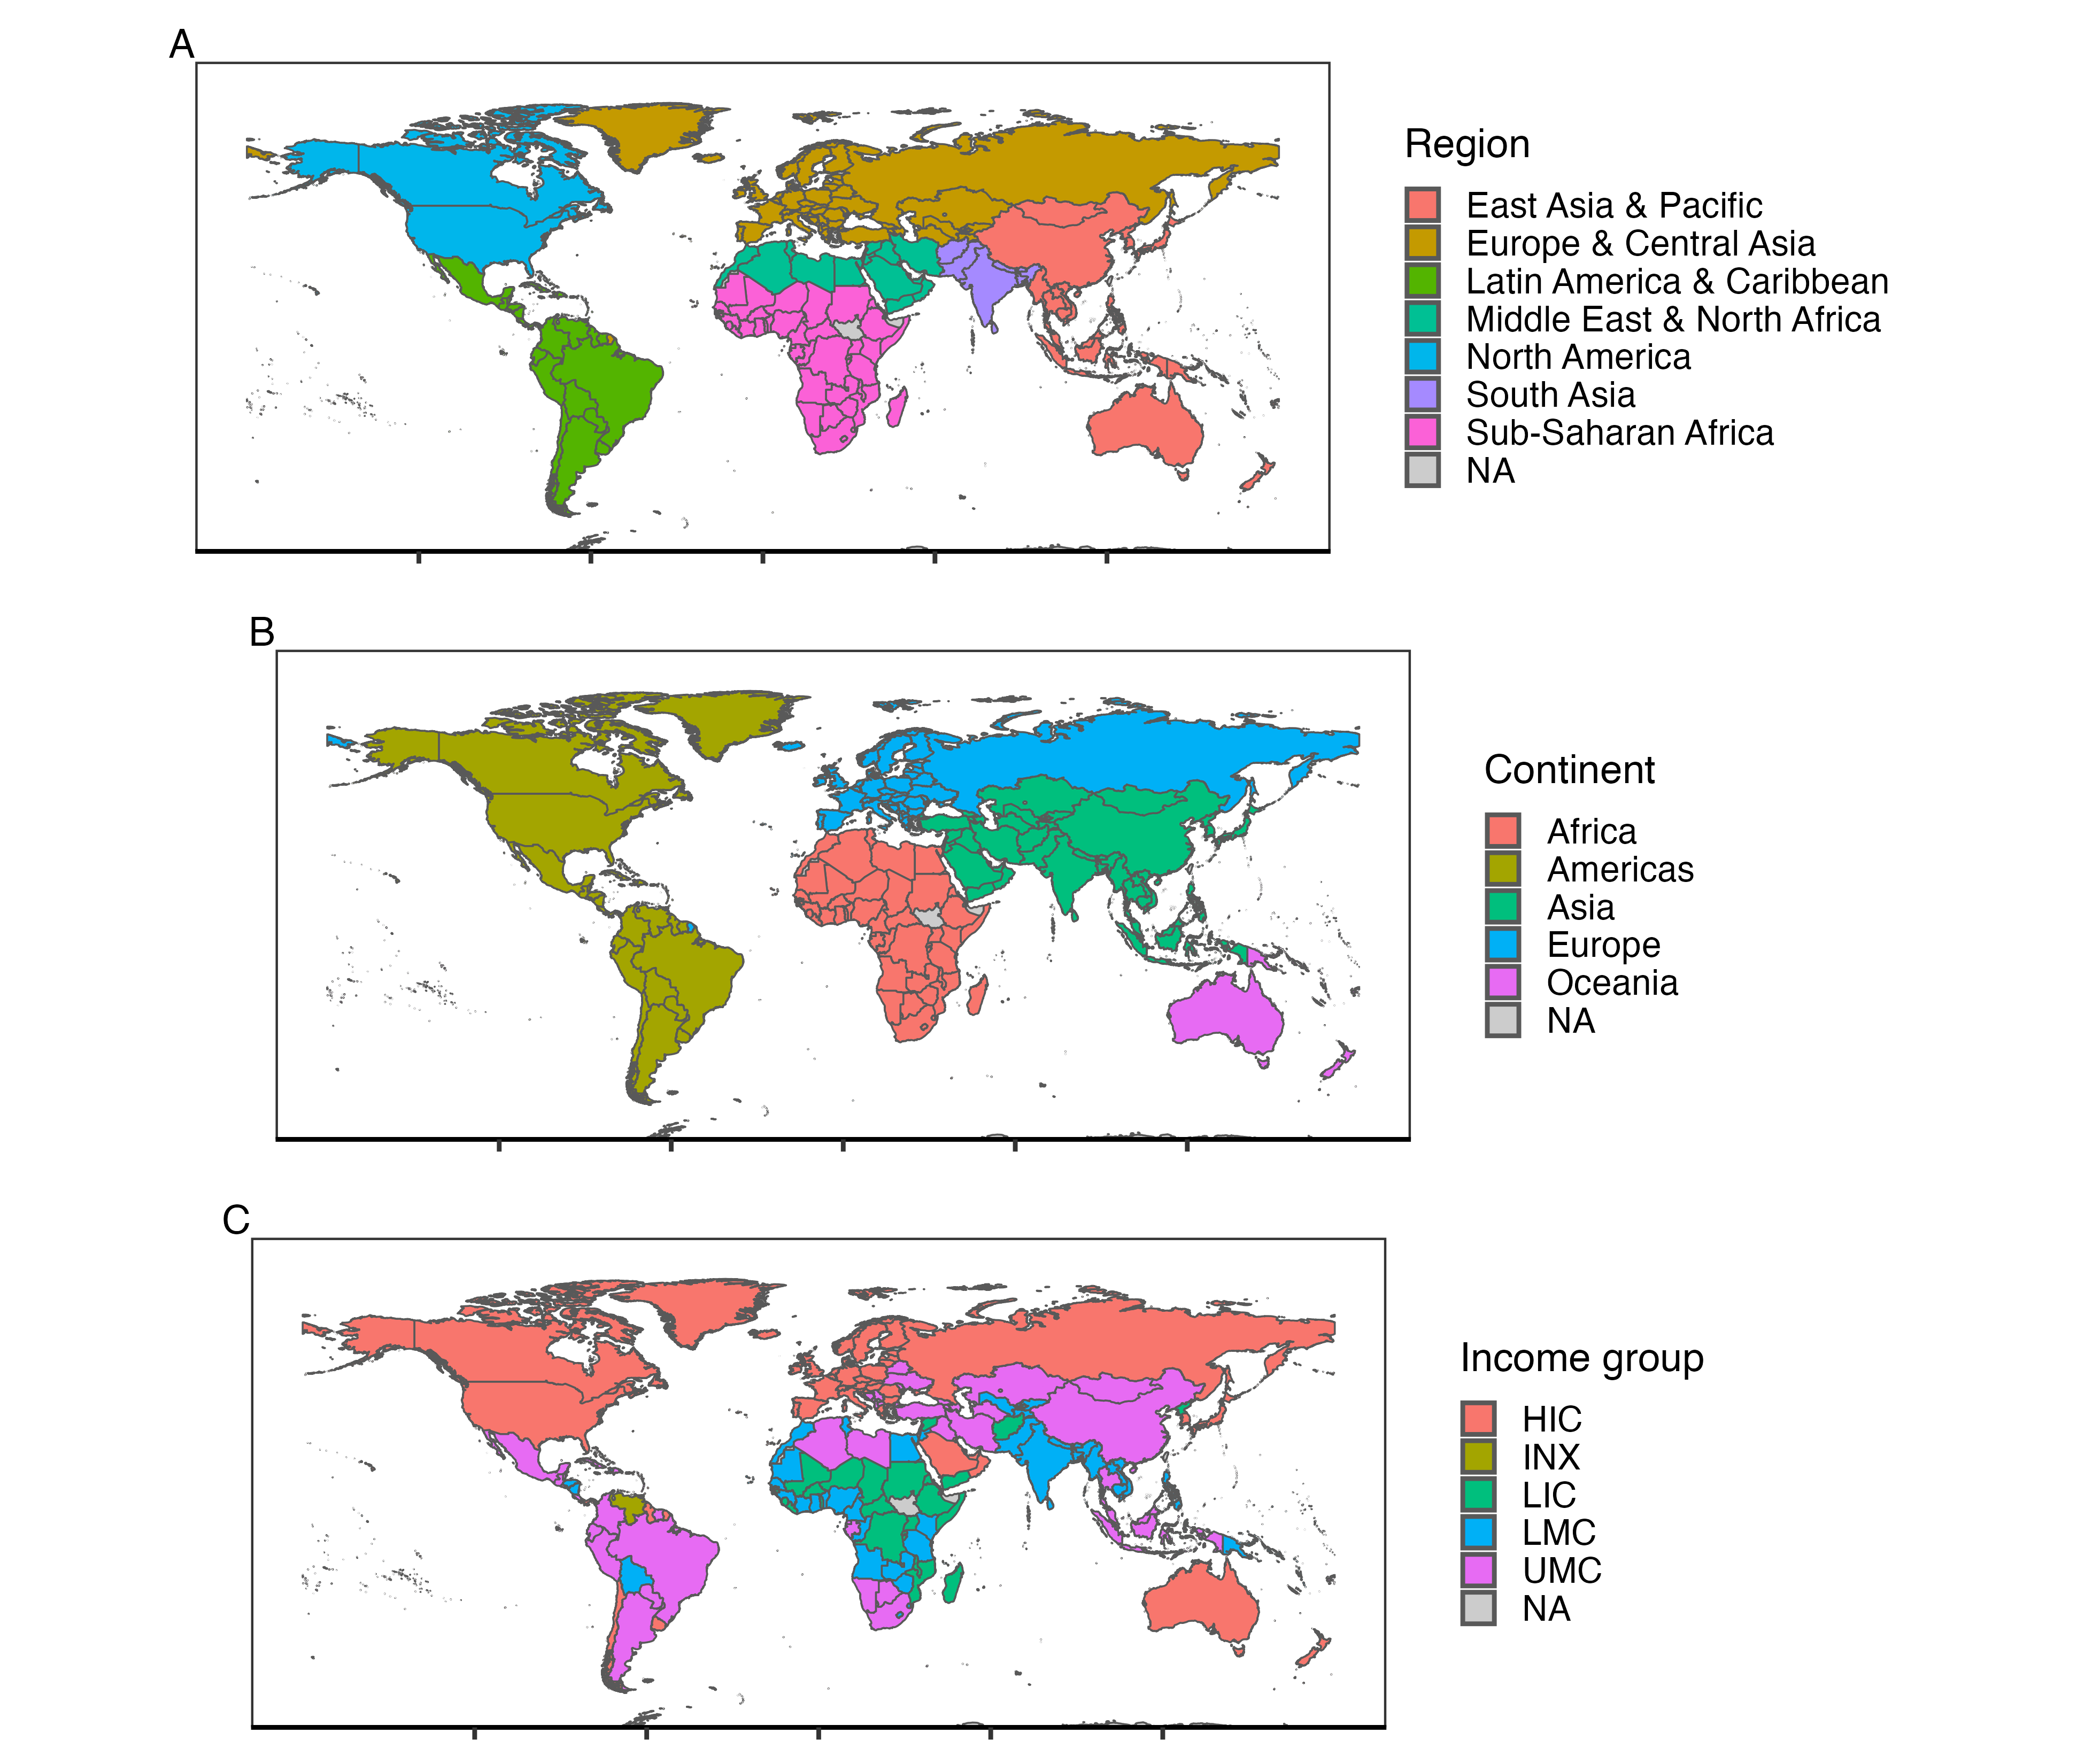 A
Region
East Asia & Pacific
Europe & Central Asia
Latin America & Caribbean
Middle East & North Africa
North America
South Asia
Sub-Saharan Africa
NA
B
Continent
Africa
Americas
Asia
Europe
Oceania
NA
C
Income group
HIC
INX
LIC
LMC
UMC
NA